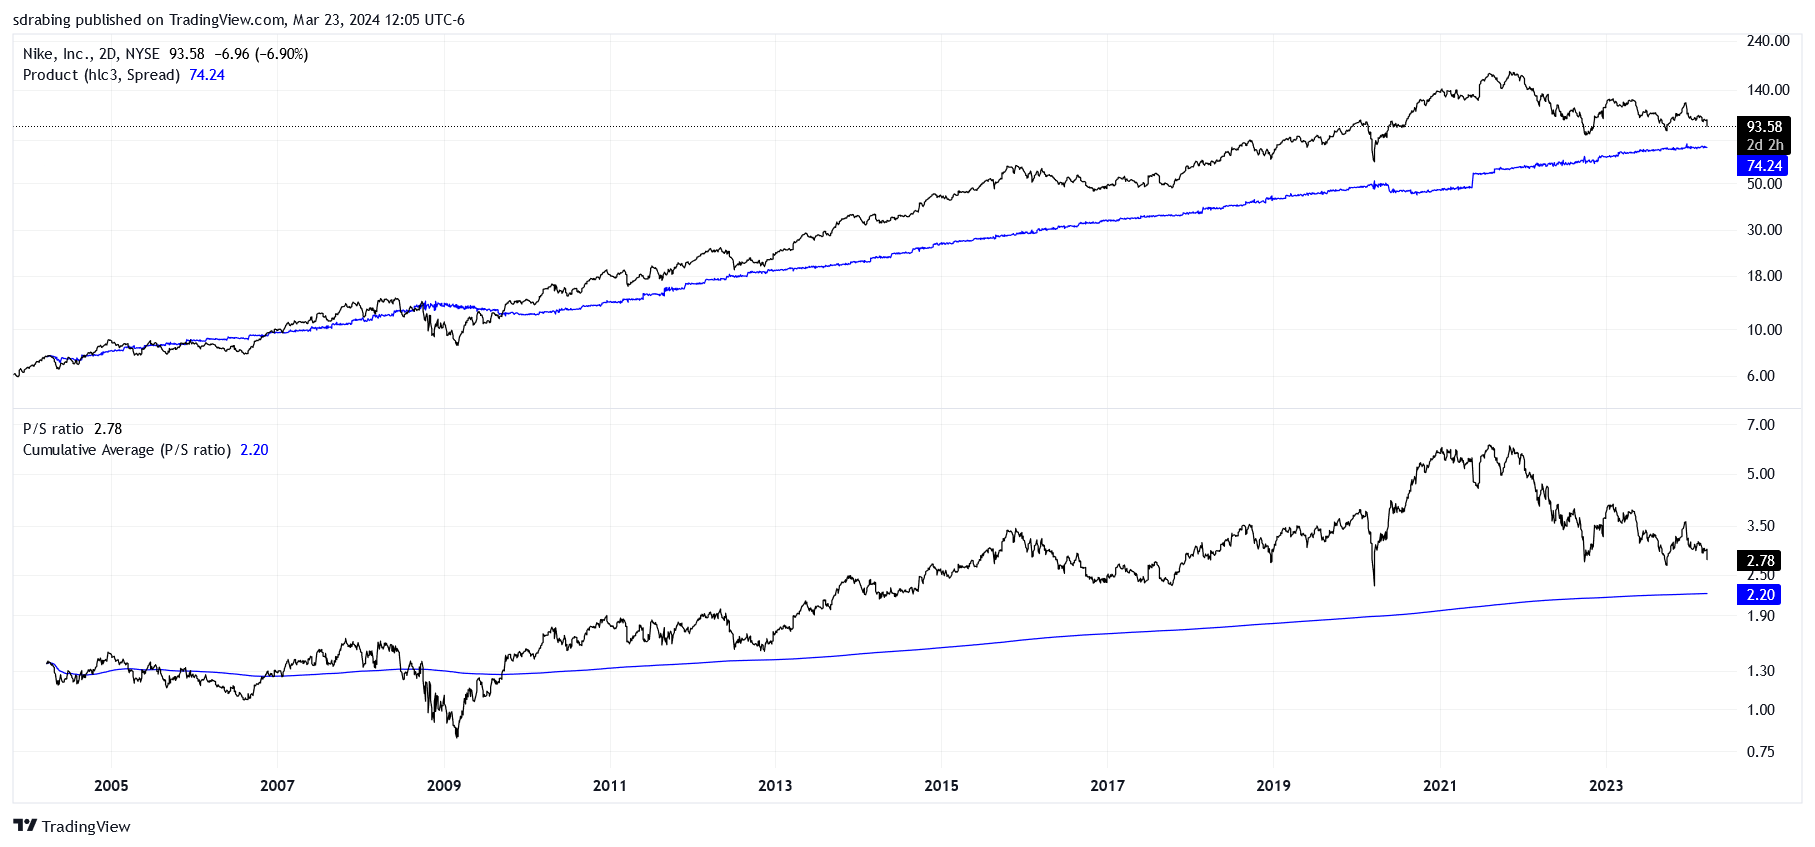 sdrabing published on TradingView.com, Mar 23, 2024 12:05 UTC-6
Nike, Inc., 2D, NYSE 93.58 −6.96 (−6.90%)
Product (hlc3, Spread) 74.24
240.00
140.00
93.58
2d 2h
74.24
50.00
30.00
18.00
10.00
6.00
P/S ratio 2.78
Cumulative Average (P/S ratio) 2.20
7.00
5.00
3.50
2.78
2.50
2.20
1.90
1.30
1.00
0.75
2005 2007 2009 2011 2013 2015 2017 2019 2021 2023
TradingView